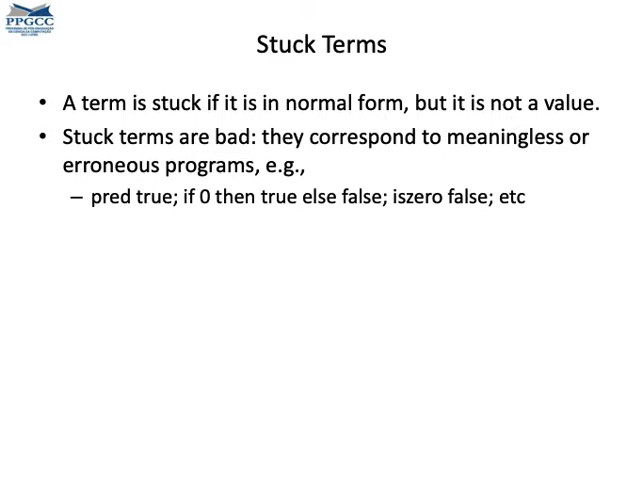 PPGCC
Stuck Terms
• A term is stuck if it is in normal form, but it is not a value.
• Stuck terms are bad: they correspond to meaningless or
erroneous programs, e.g.,
– pred true; if 0 then true else false; iszero false; etc